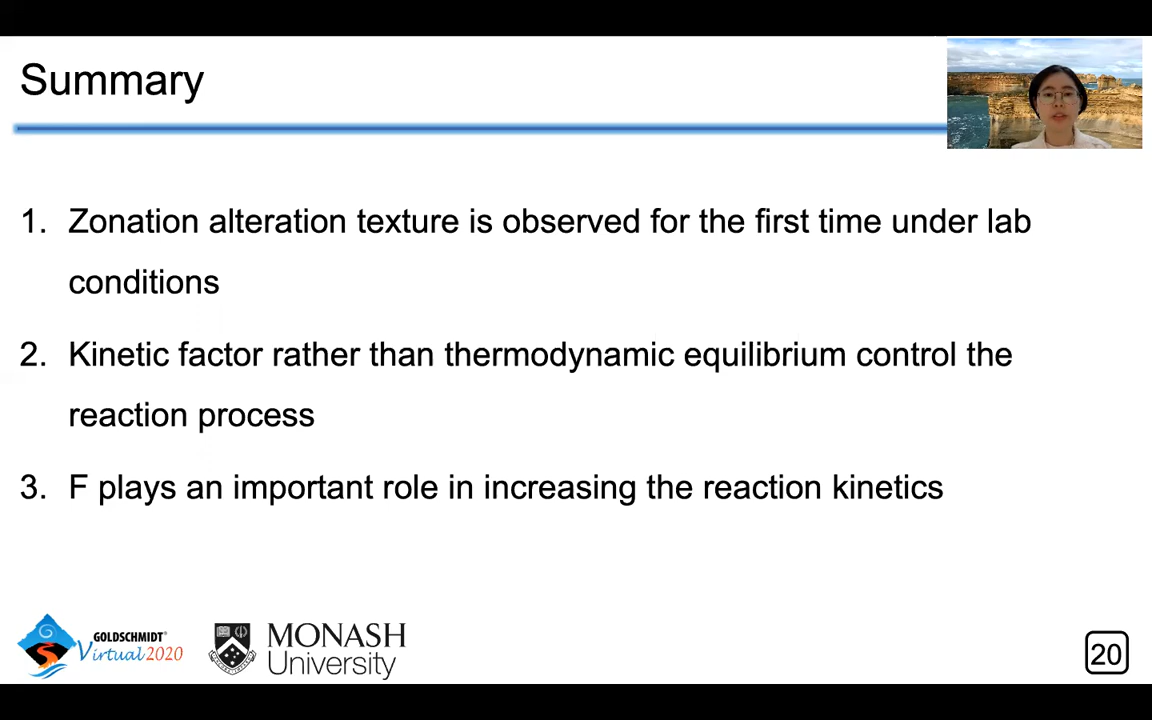 Summary
1. Zonation alteration texture is observed for the first time under lab
conditions
2. Kinetic factor rather than thermodynamic equilibrium control the
reaction process
3. F plays an important role in increasing the reaction kinetics
GOLDSCHMIDT®
Virtual 2020
MONASH
University
20